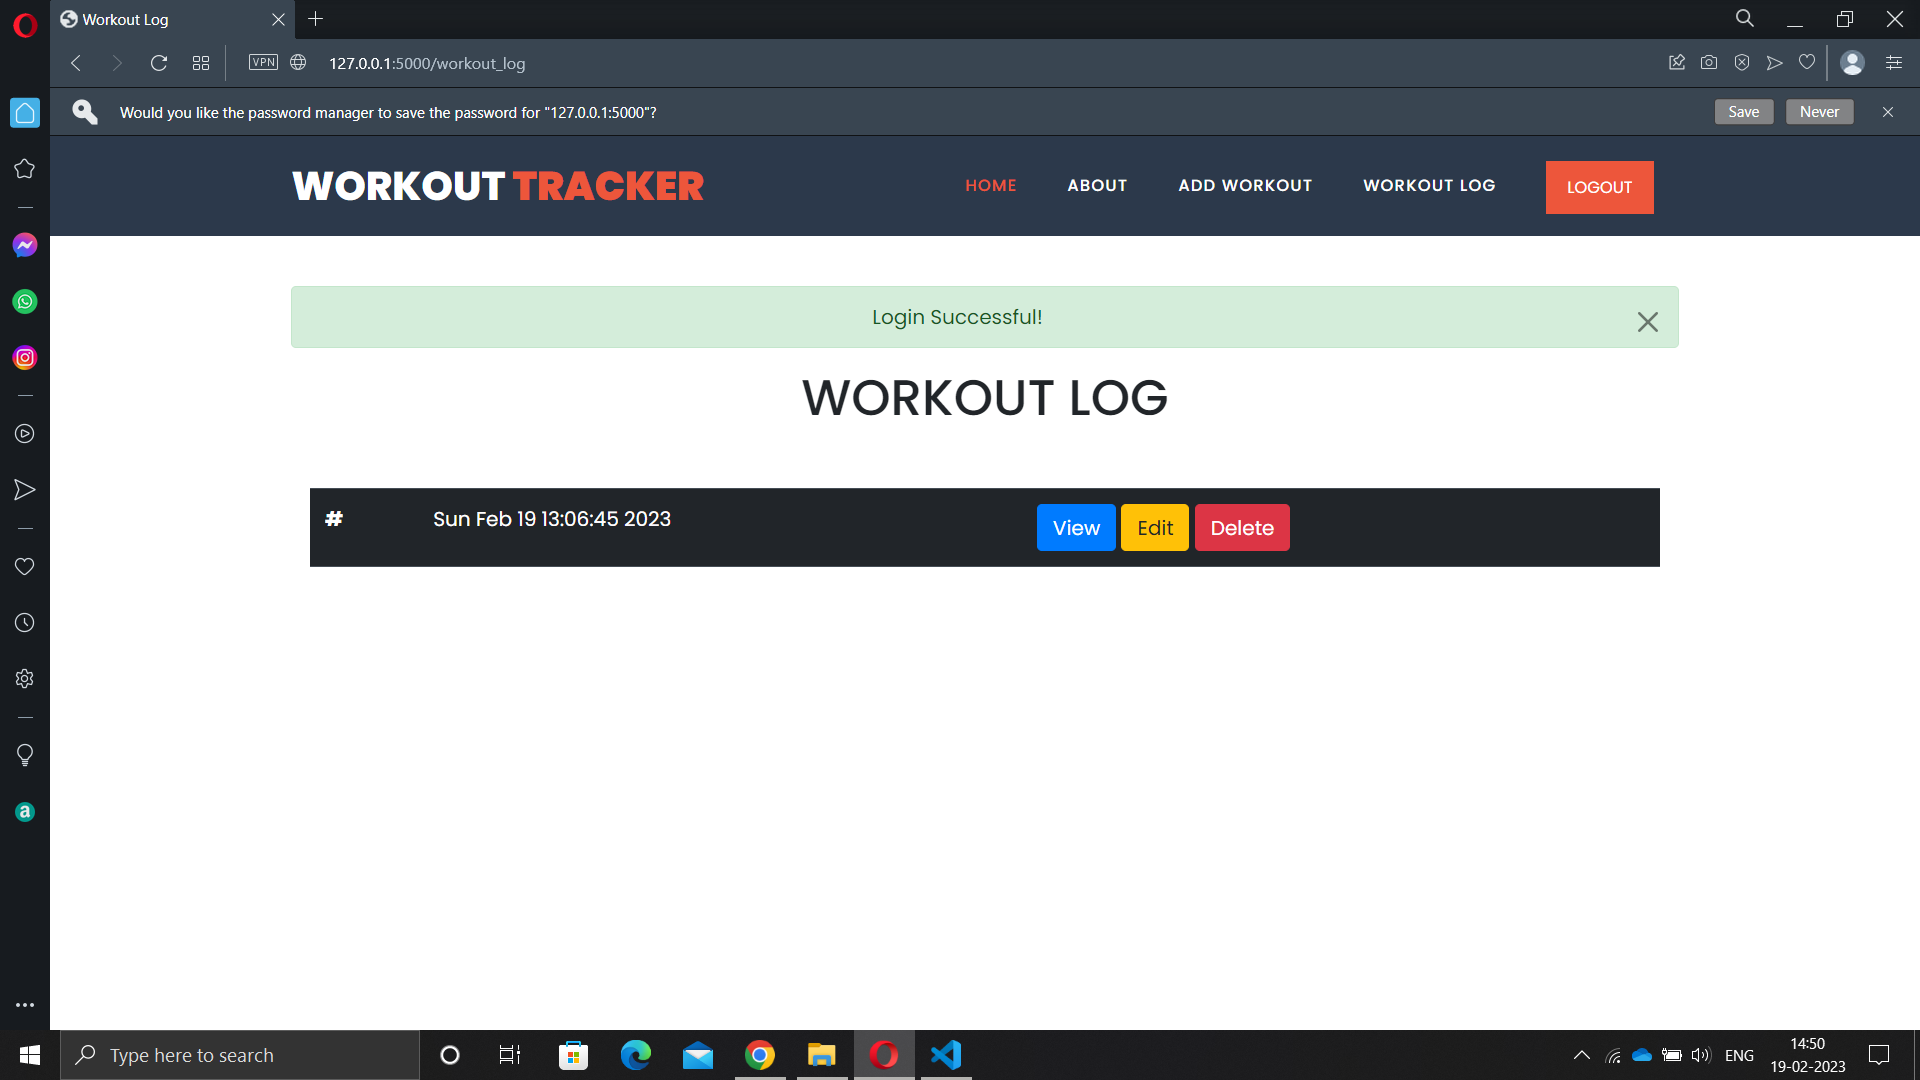 Workout Log
VPN
127.0.0.1:5000/workout_log
Would you like the password manager to save the password for "127.0.0.1:5000"?
Save
Never
WORKOUT TRACKER
HOME
ABOUT
ADD WORKOUT
WORKOUT LOG
LOGOUT
Login Successful!
WORKOUT LOG
# Sun Feb 19 13:06:45 2023
View
Edit
Delete
a
Type here to search
ENG
14:50
19-02-2023